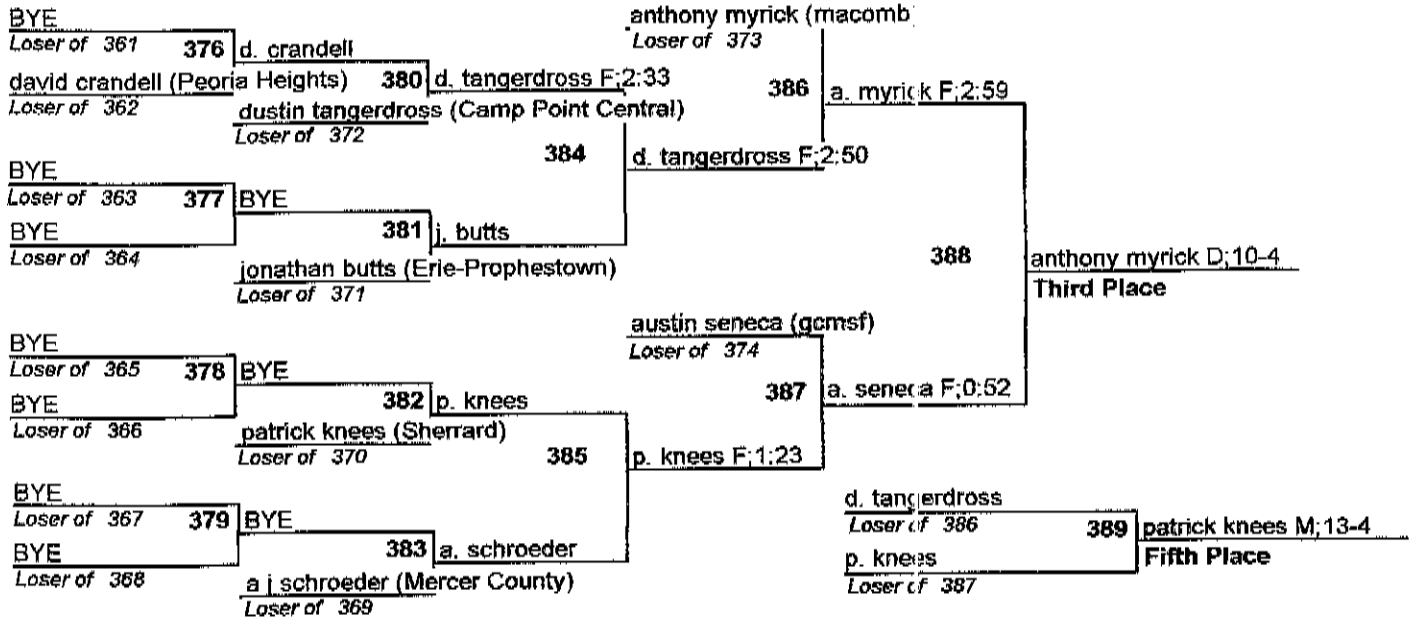 BYE
Loser of 361
376
d. crandell
david crandell (Peoria Heights)
Loser of 362
380
d. tangerdross F;2:33
dustin tangerdross (Camp Point Central)
Loser of 372
384
d. tangerdross F;2:50
BYE
Loser of 363
377
BYE
BYE
Loser of 364
381
j. butts
jonathan butts (Erie-Prophestown)
Loser of 371
anthony myrick (macomb)
Loser of 373
386
a. myrick F;2:59
388
anthony myrick D;10-4
Third Place
BYE
Loser of 365
378
BYE
BYE
Loser of 366
382
p. knees
patrick knees (Sherrard)
Loser of 370
385
p. knees F;1:23
BYE
Loser of 367
379
BYE
BYE
Loser of 368
383
a. schroeder
a j schroeder (Mercer County)
Loser of 369
austin seneca (gcmsf)
Loser of 374
387
a. seneca F;0:52
d. tangerdross
Loser of 386
389
patrick knees M;13-4
p. knees
Fifth Place
Loser of 387